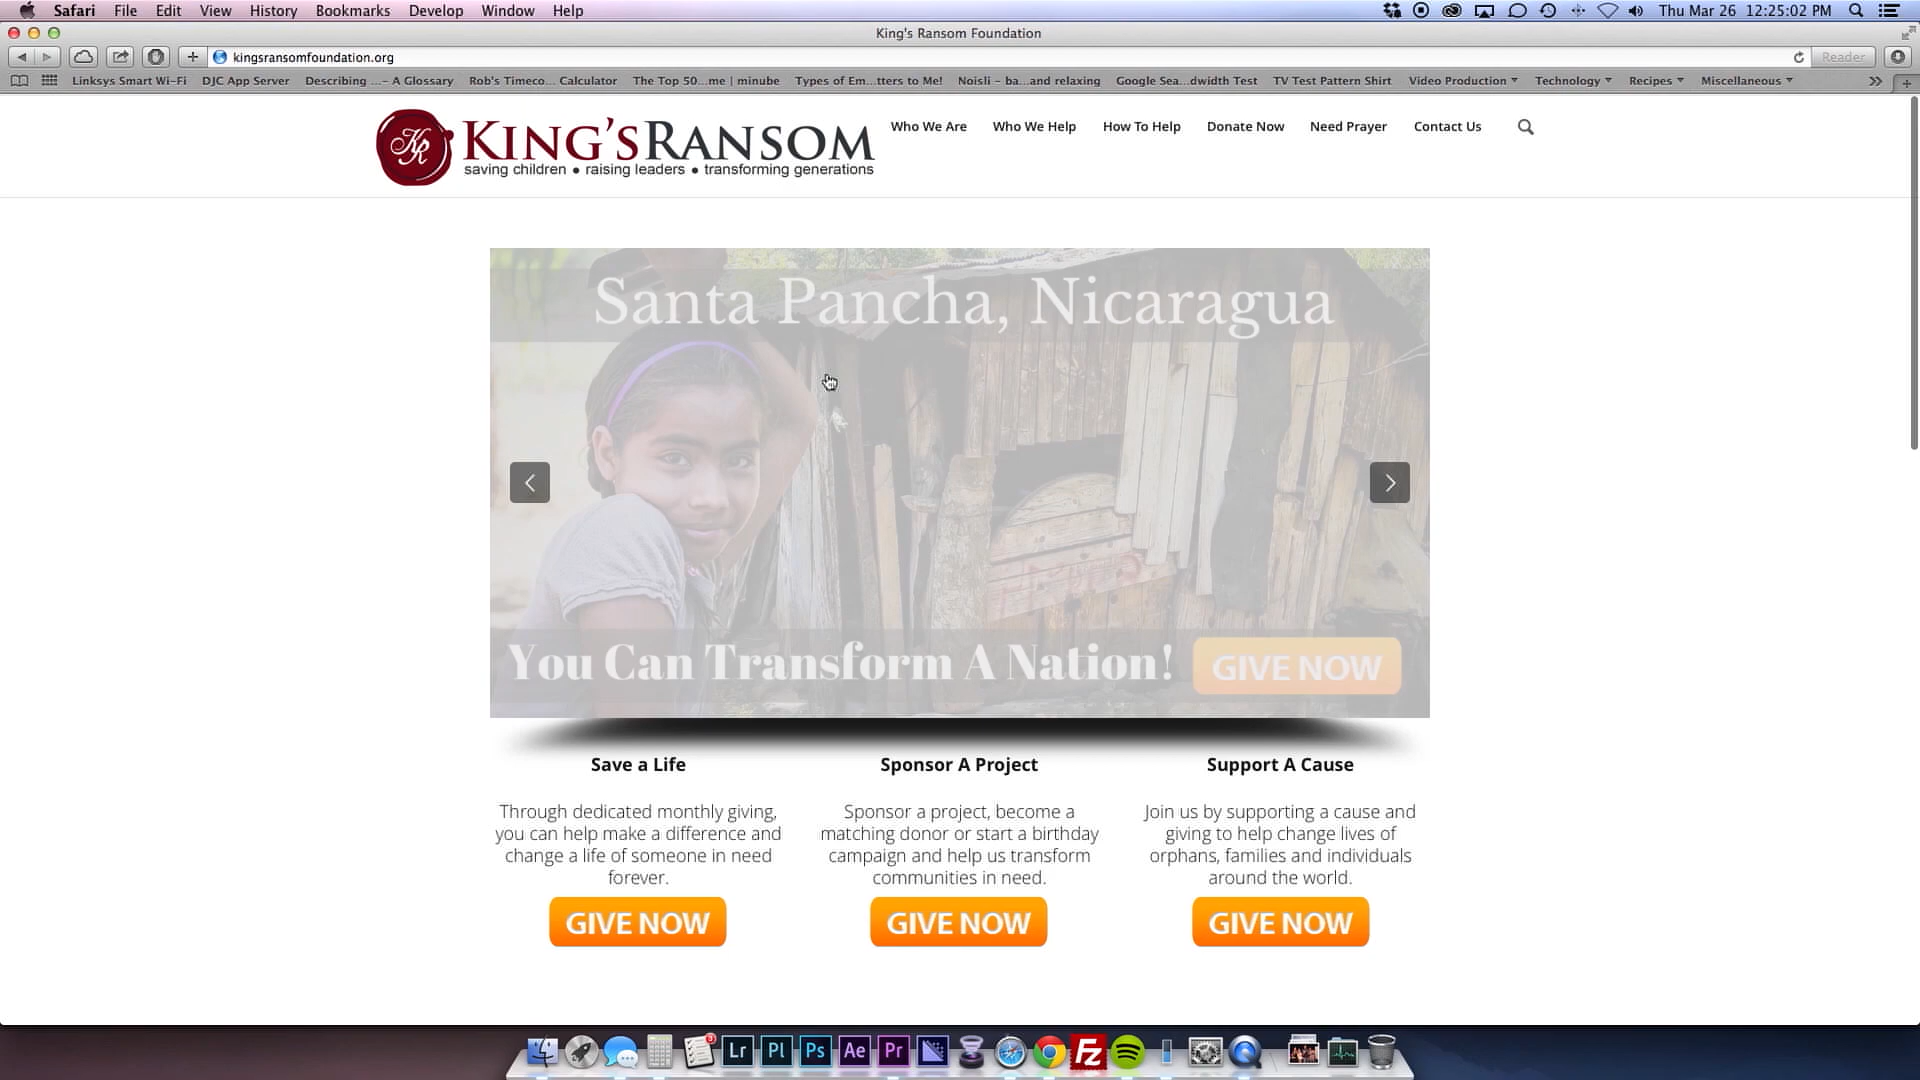 Safari File Edit View History Bookmarks Develop Window Help Thu Mar 26 12:25:02 PM
King's Ransom Foundation
kingsransomfoundation.org Reader
Linksys Smart Wi-Fi DJC App Server Describing ...- A Glossary Rob's Timeco... Calculator The Top 50...me | minube Types of Em...tters to Me! Noisli - ba...and relaxing Google Sea...dwidth Test TV Test Pattern Shirt Video Production Technology Recipes Miscellaneous
KR
KING'S RANSOM
saving children • raising leaders • transforming generations
Who We Are Who We Help How To Help Donate Now Need Prayer Contact Us
Santa Pancha, Nicaragua
You Can Transform A Nation! GIVE NOW
Save a Life
Through dedicated monthly giving,
you can help make a difference and
change a life of someone in need
forever.
GIVE NOW
Sponsor A Project
Sponsor a project, become a
matching donor or start a birthday
campaign and help us transform
communities in need.
GIVE NOW
Support A Cause
Join us by supporting a cause and
giving to help change lives of
orphans, families and individuals
around the world.
GIVE NOW
Lr Pl Ps Ae Pr FZ